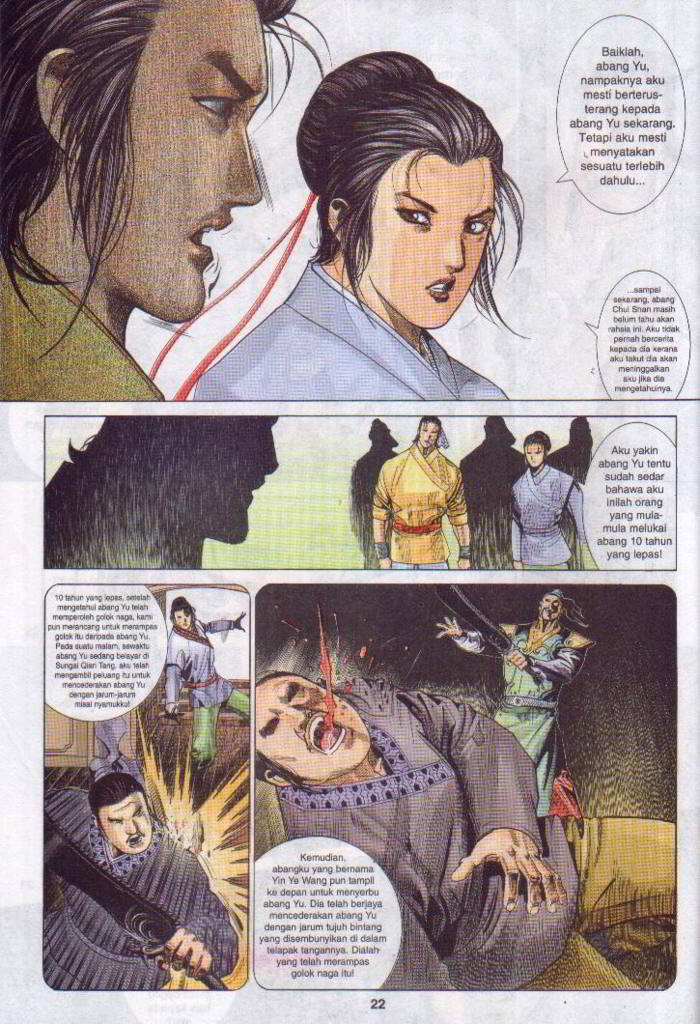 Baiklah,
abang Yu,
nampaknya aku
mesti berterus-
terang kepada
abang Yu sekarang.
Tetapi aku mesti
menyatakan
sesuatu terlebih
dahulu...
...sampai
sekarang, abang
Chui Shan masih
belum tahu akan
rahsia ini. Aku tidak
pernah bercerita
kepada dia kerana
aku takut dia akan
meninggalkan
aku jika dia
mengetahuinya.
Aku yakin
abang Yu tentu
sudah sedar
bahawa aku
inilah orang
yang mula-
mula melukai
abang 10 tahun
yang lepas!
10 tahun yang lepas, setelah
mengetahui abang Yu telah
memperoleh golok naga, kami
pun merancang untuk merampas
golok itu daripada abang Yu.
Pada suatu malam, sewaktu
abang Yu sedang belayar di
Sungai Qian Tang, aku telah
mengambil peluang itu untuk
mencederakan abang Yu
dengan jarum-jarum
misai nyamukku!
Kemudian,
abangku yang bernama
Yin Ye Wang pun tampil
ke depan untuk menyerbu
abang Yu. Dia telah berjaya
mencederakan abang Yu
dengan jarum tujuh bintang
yang disembunyikan di dalam
telapak tangannya. Dialah
yang telah merampas
golok naga itu!
22